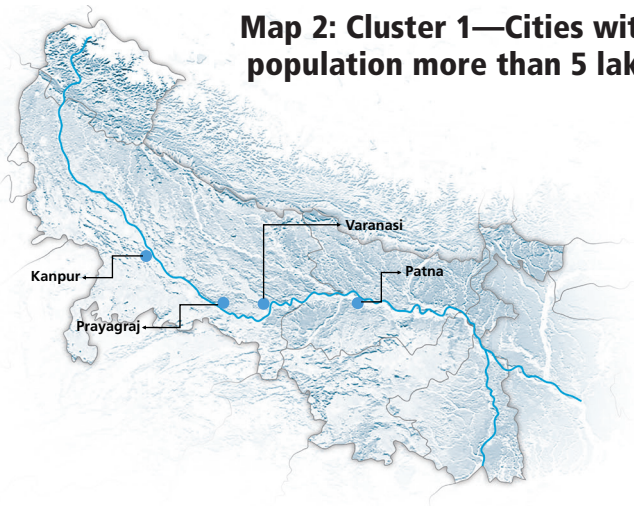 Map 2: Cluster 1—Cities wit
population more than 5 lak
Varanasi
Patna
Kanpur
Prayagraj